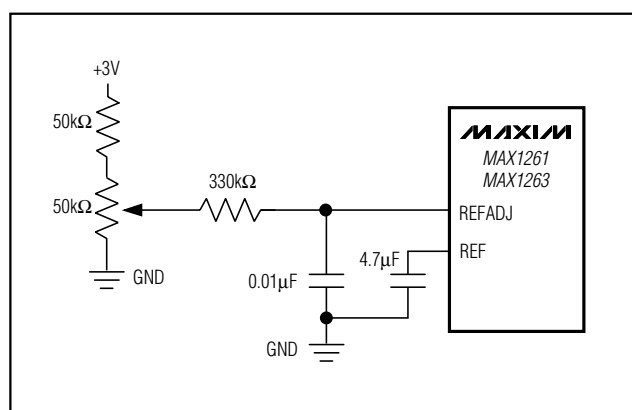 +3V
50kΩ
50kΩ
GND
330kΩ
0.01µF
4.7µF
GND
MAXIM
MAX1261
MAX1263
REFADJ
REF